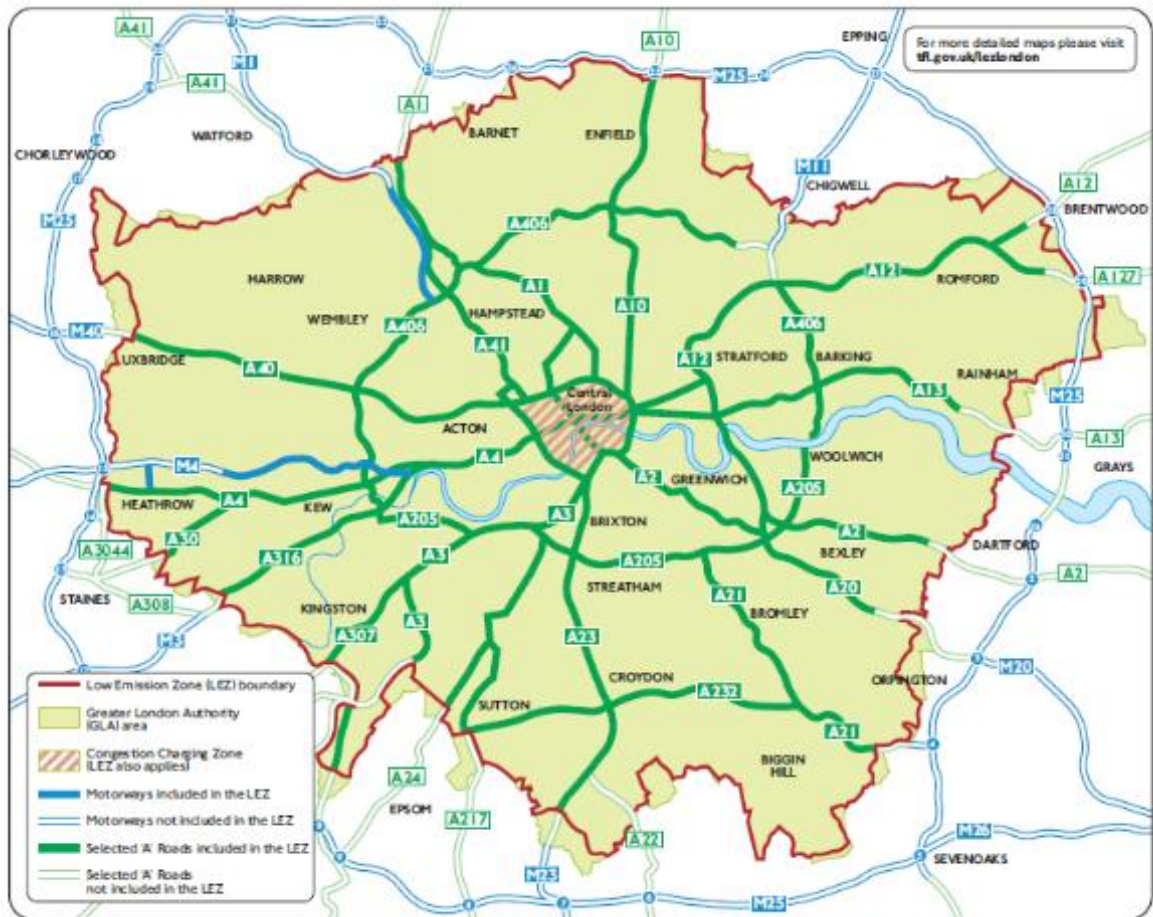 A41
A10
EPPING
For more detailed maps please visit
tfl.gov.uk/lezlondon
M1
M25
A41
A1
BARNET
ENFIELD
WATFORD
CHORLEYWOOD
M11
CHIGWELL
A12
BRENTWOOD
M25
A406
A12
A127
HARROW
A1
ROMFORD
A10
HAMPSTEAD
WEMBLEY
A406
A406
M40
A41
A12
STRATFORD
BARKING
UXBRIDGE
A40
RAINHAM
Central
London
A13
M25
ACTON
A13
A4
WOOLWICH
M4
GRAYS
A2
GREENWICH
HEATHROW
A4
KEW
A205
A205
A3
BRIXTON
A2
A30
A3044
A3
A316
A205
BEXLEY
DARTFORD
A2
STREATHAM
A20
STAINES
A308
KINGSTON
A21
BROMLEY
M3
A307
A3
A23
M20
CROYDON
ORPINGTON
A232
SUTTON
A21
BIGGIN
HILL
A24
EPSOM
A217
A22
M26
SEVENOAKS
M23
M25
Low Emission Zone (LEZ) boundary
Greater London Authority
(GLA) area
Congestion Charging Zone
(LEZ also applies)
Motorways included in the LEZ
Motorways not included in the LEZ
Selected 'A' Roads included in the LEZ
Selected 'A' Roads
not included in the LEZ